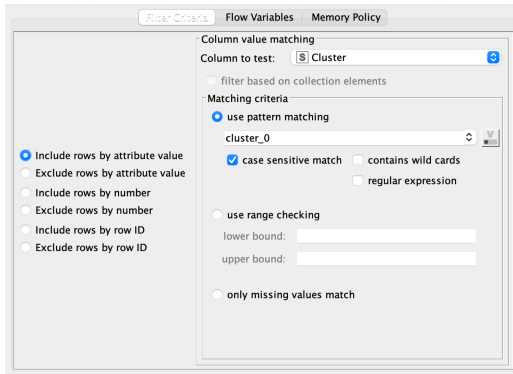 Filter Criteria Flow Variables Memory Policy
Column value matching
Column to test: S Cluster
filter based on collection elements
Matching criteria
use pattern matching
cluster_0
V
case sensitive match contains wild cards
regular expression
Include rows by attribute value
Exclude rows by attribute value
Include rows by number
Exclude rows by number
Include rows by row ID
Exclude rows by row ID
use range checking
lower bound:
upper bound:
only missing values match